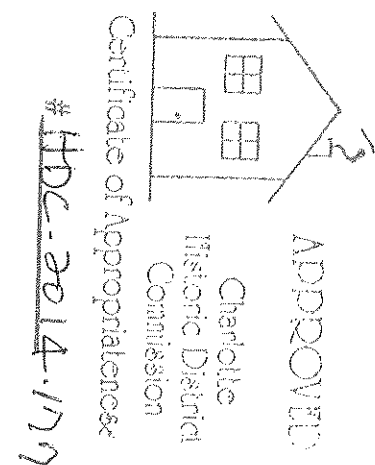 APPROVED
Charlotte
Historic District
Commission
Certificate of Appropriateness
# HDC-2014-177